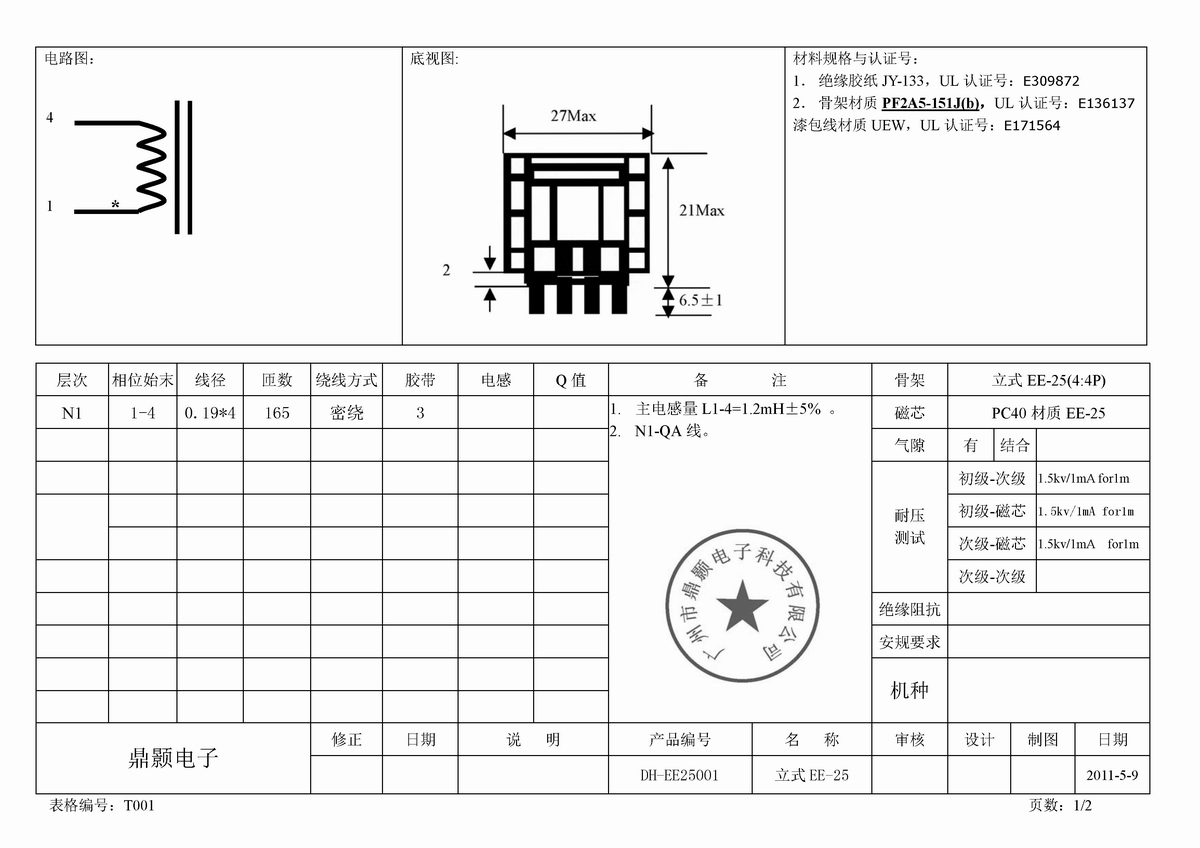 电路图：
4
1
*
底视图:
27Max
21Max
2
6.5±1
材料规格与认证号：
1． 绝缘胶纸 JY-133，UL 认证号：E309872
2． 骨架材质 PF2A5-151J(b)，UL 认证号：E136137
漆包线材质 UEW，UL 认证号：E171564
层次 相位始末 线径 匝数 绕线方式 胶带 电感 Q 值 备 注 骨架 立式 EE-25(4:4P)
N1 1-4 0.19*4 165 密绕 3
1. 主电感量 L1-4=1.2mH±5% 。
2. N1-QA 线。
磁芯 PC40 材质 EE-25
气隙 有 结合
耐压
测试
初级-次级 1.5kv/1mA for1m
初级-磁芯 1.5kv/1mA for1m
次级-磁芯 1.5kv/1mA for1m
次级-次级
绝缘阻抗
安规要求
机种
广州市鼎颢电子科技有限公司
鼎颢电子
修正 日期 说 明 产品编号 名 称 审核 设计 制图 日期
DH-EE25001 立式 EE-25 2011-5-9
表格编号：T001
页数：1/2